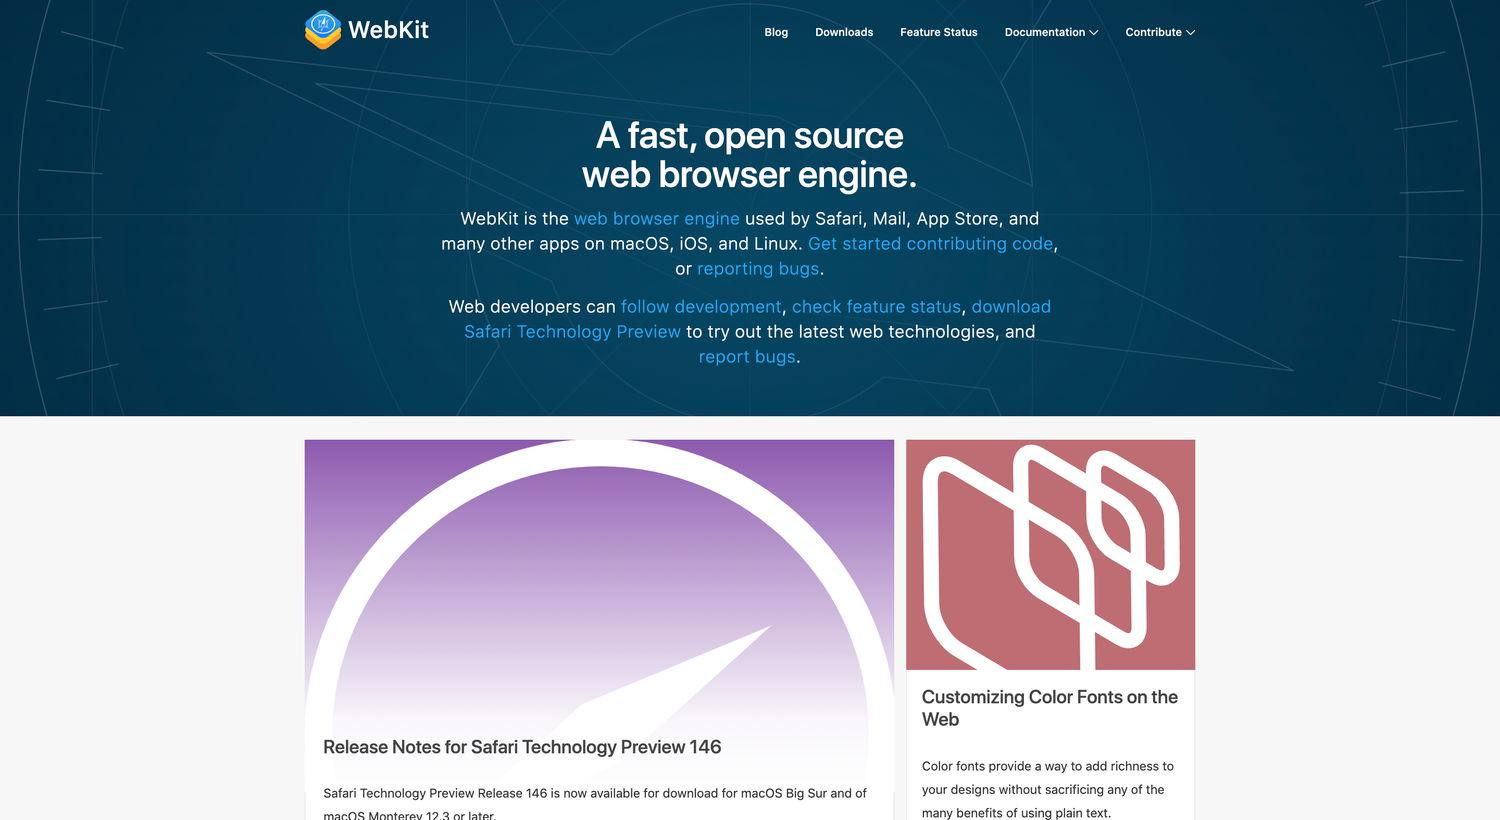 WebKit
Blog
Downloads
Feature Status
Documentation
Contribute
A fast, open source
web browser engine.
WebKit is the web browser engine used by Safari, Mail, App Store, and
many other apps on macOS, iOS, and Linux. Get started contributing code,
or reporting bugs.
Web developers can follow development, check feature status, download
Safari Technology Preview to try out the latest web technologies, and
report bugs.
Release Notes for Safari Technology Preview 146
Safari Technology Preview Release 146 is now available for download for macOS Big Sur and of
macOS Monterey 12.3 or later.
Customizing Color Fonts on the
Web
Color fonts provide a way to add richness to
your designs without sacrificing any of the
many benefits of using plain text.